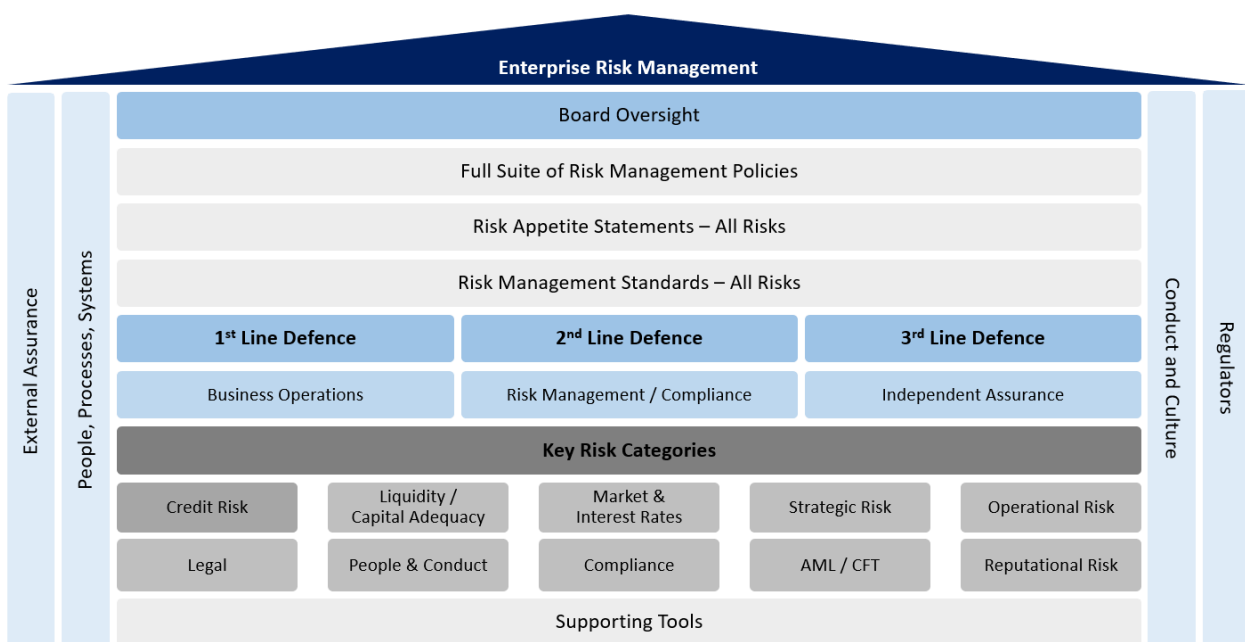 Enterprise Risk Management
External Assurance
People, Processes, Systems
Board Oversight
Full Suite of Risk Management Policies
Risk Appetite Statements – All Risks
Risk Management Standards – All Risks
1st Line Defence
2nd Line Defence
3rd Line Defence
Business Operations
Risk Management / Compliance
Independent Assurance
Key Risk Categories
Credit Risk
Liquidity /
Capital Adequacy
Market &
Interest Rates
Strategic Risk
Operational Risk
Legal
People & Conduct
Compliance
AML / CFT
Reputational Risk
Supporting Tools
Conduct and Culture
Regulators